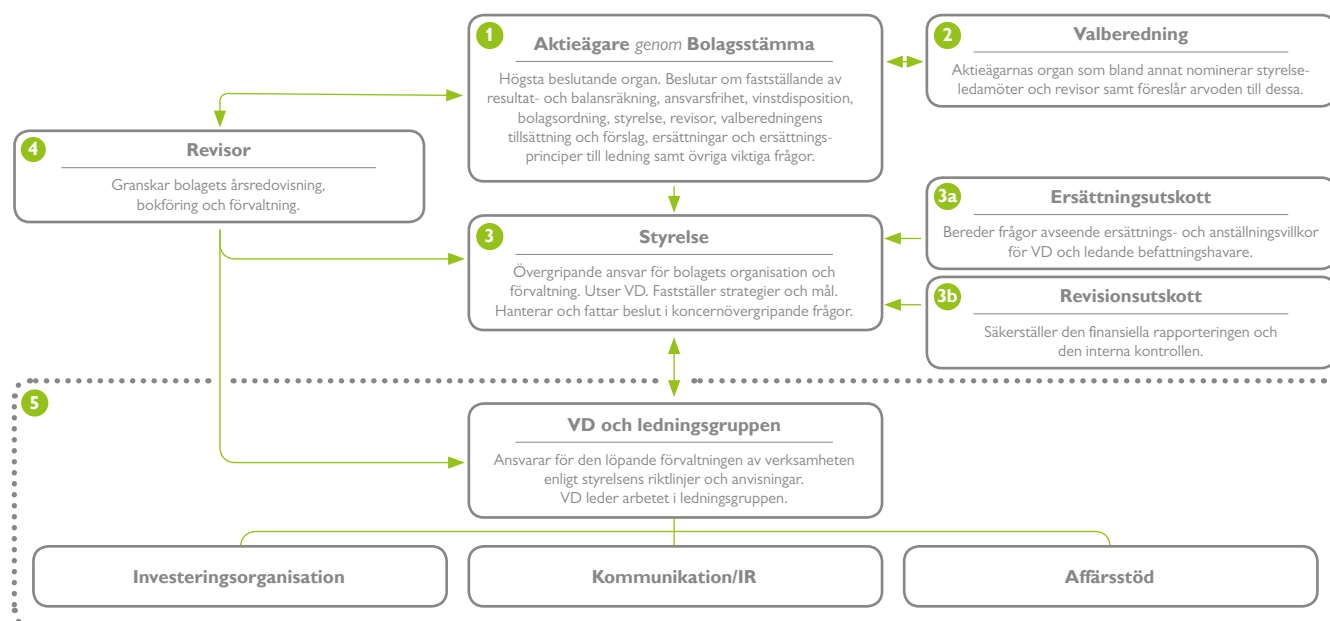 1
Aktieägare genom Bolagsstämma
Högsta beslutande organ. Beslutar om fastställande av
resultat- och balansräkning, ansvarsfrihet, vinstdisposition,
bolagsordning, styrelse, revisor, valberedningens
tillsättning och förslag, ersättningar och ersättnings-
principer till ledning samt övriga viktiga frågor.
2
Valberedning
Aktieägarnas organ som bland annat nominerar styrelse-
ledamöter och revisor samt föreslår arvoden till dessa.
4
Revisor
Granskar bolagets årsredovisning,
bokföring och förvaltning.
3
Styrelse
Övergripande ansvar för bolagets organisation och
förvaltning. Utser VD. Fastställer strategier och mål.
Hanterar och fattar beslut i koncernövergripande frågor.
3a
Ersättningsutskott
Bereder frågor avseende ersättnings- och anställningsvillkor
för VD och ledande befattningshavare.
3b
Revisionsutskott
Säkerställer den finansiella rapporteringen och
den interna kontrollen.
5
VD och ledningsgruppen
Ansvarar för den löpande förvaltningen av verksamheten
enligt styrelsens riktlinjer och anvisningar.
VD leder arbetet i ledningsgruppen.
Investeringsorganisation
Kommunikation/IR
Affärsstöd